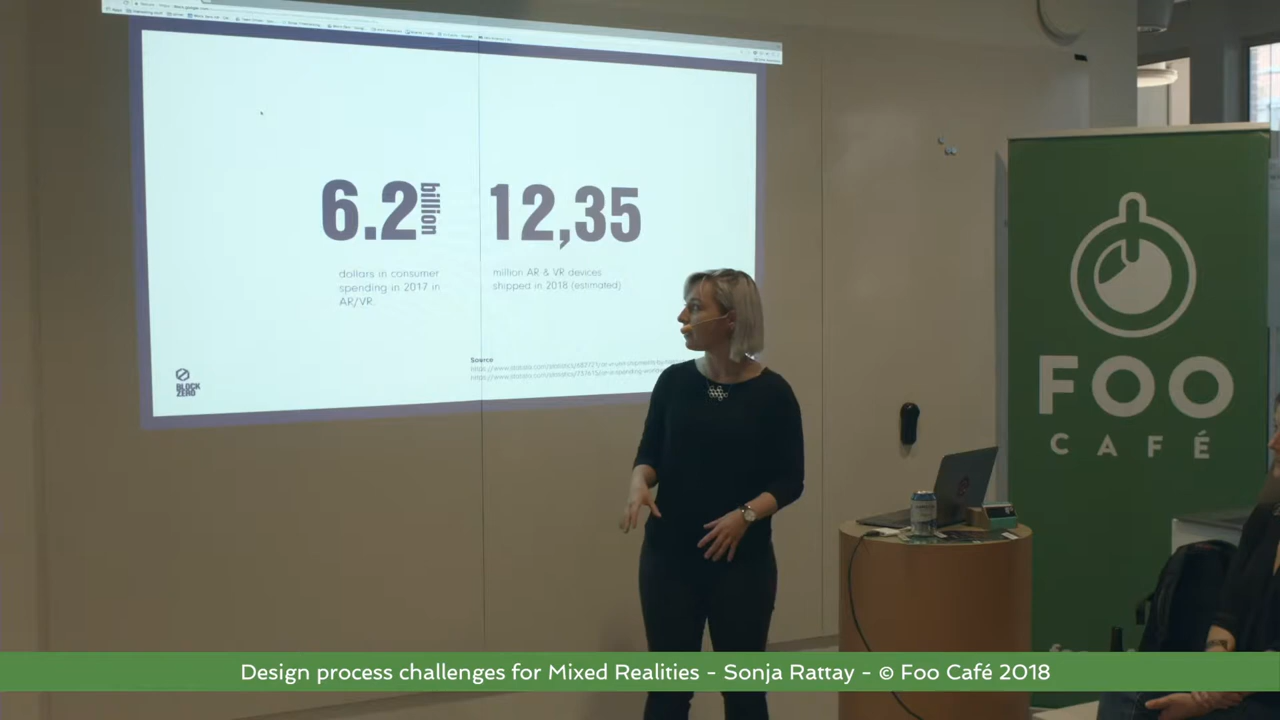 6.2 billion
12,35
dollars in consumer
spending in 2017 in
AR/VR.
million AR & VR devices
shipped in 2018 (estimated)
Source
BLOCK
ZERO
FOO
CAFÉ
Design process challenges for Mixed Realities - Sonja Rattay - © Foo Café 2018